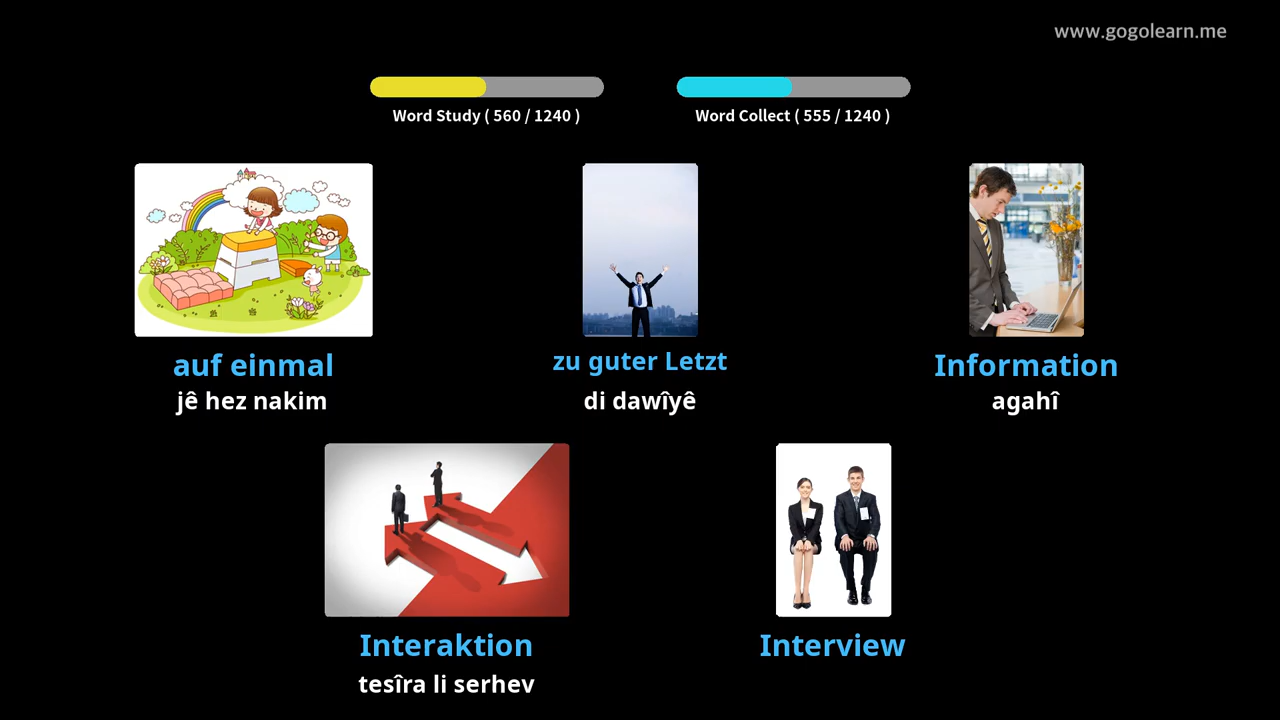 www.gogolearn.me
Word Study ( 560 / 1240 )
Word Collect ( 555 / 1240 )
auf einmal
jê hez nakim
zu guter Letzt
di dawîyê
Information
agahî
Interaktion
tesîra li serhev
Interview